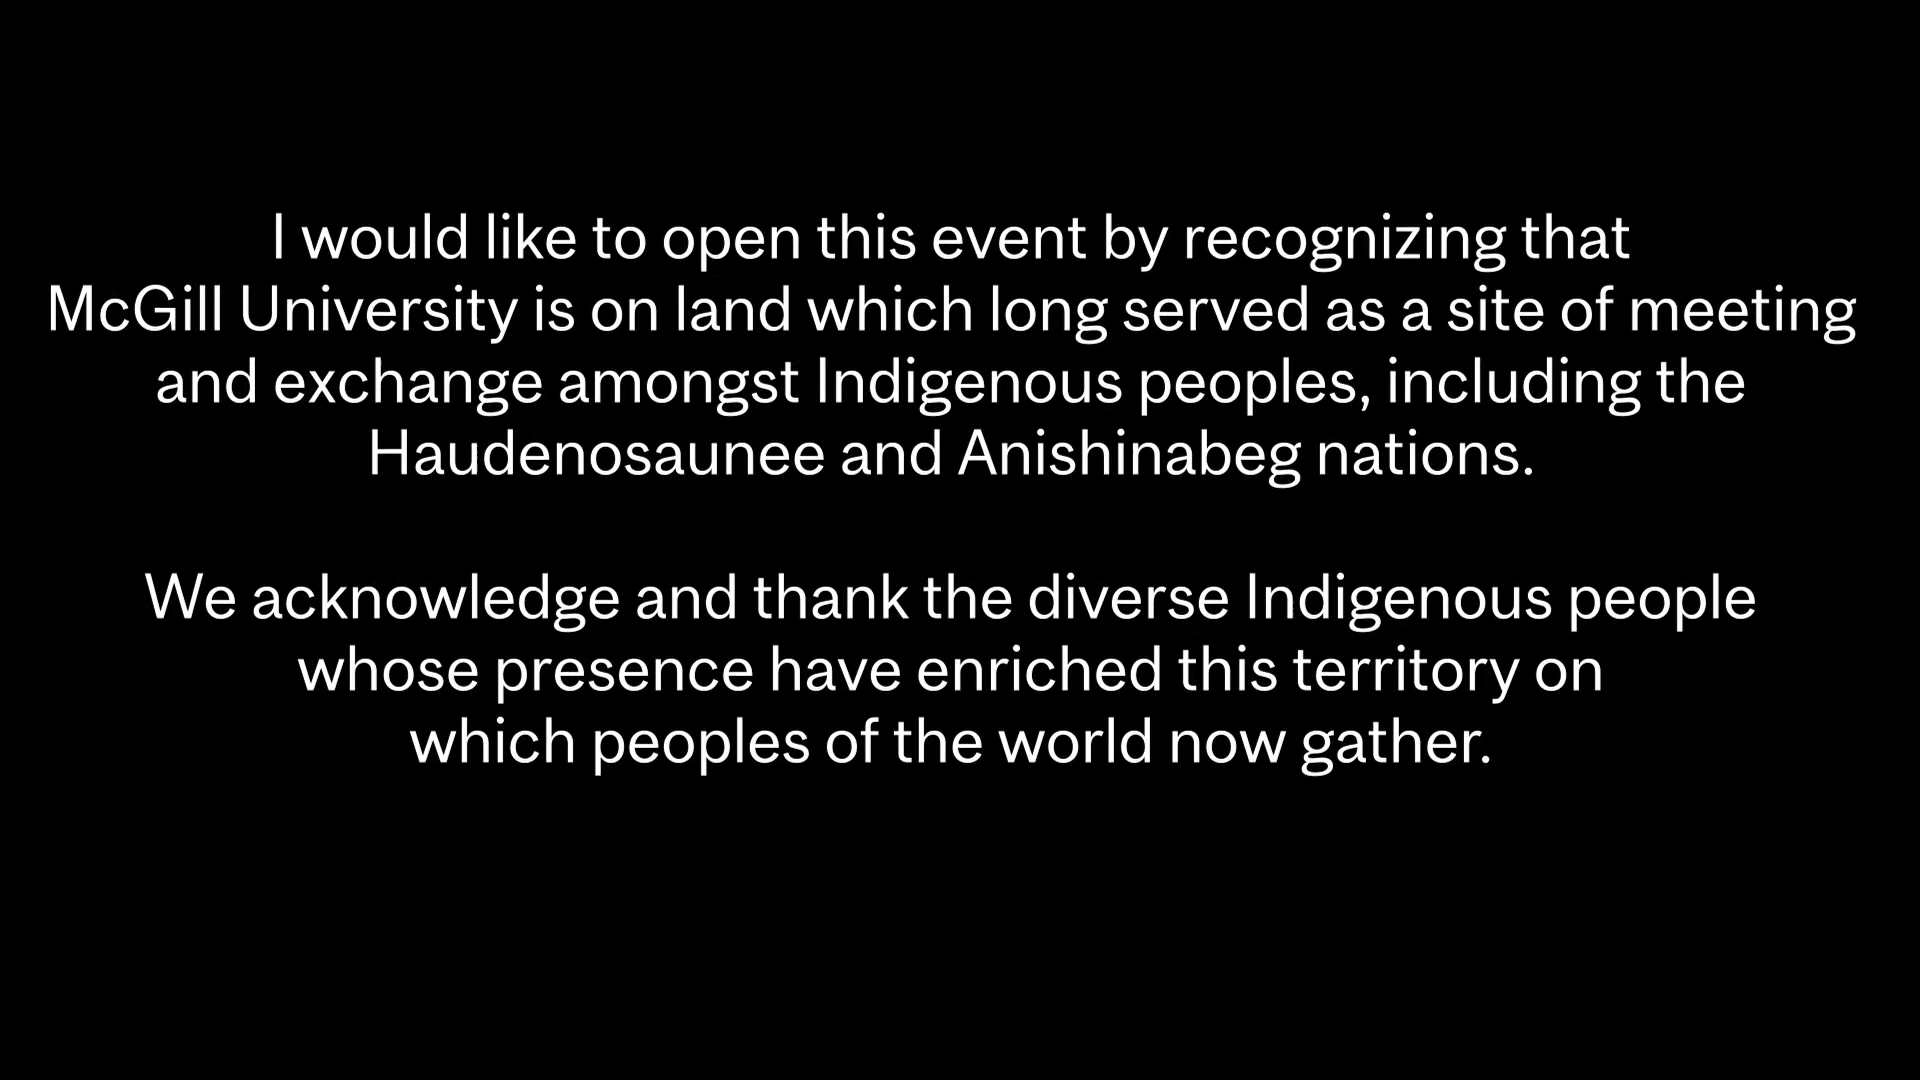 I would like to open this event by recognizing that
McGill University is on land which long served as a site of meeting
and exchange amongst Indigenous peoples, including the
Haudenosaunee and Anishinabeg nations.
We acknowledge and thank the diverse Indigenous people
whose presence have enriched this territory on
which peoples of the world now gather.